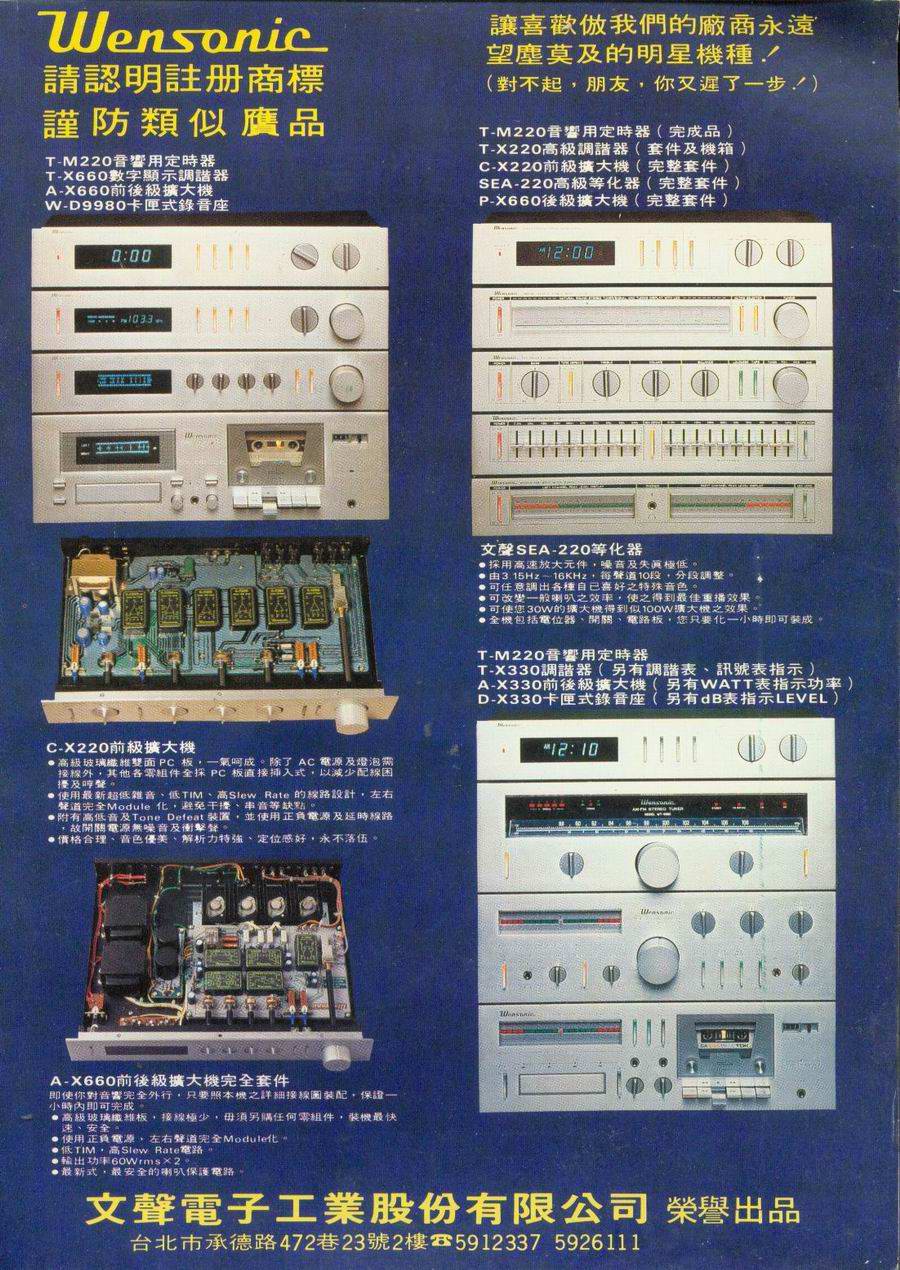 Wensonic
請認明註册商標
謹防類似贋品
T-M220音響用定時器
T-X660數字顯示調諧器
A-X660前後級擴大機
W-D9980卡匣式錄音座
0:00
FM 103.3
Wensonic
C-X220前級擴大機
●高級玻璃纖維雙面PC板，一氣呵成。除了AC電源及燈泡需
接線外，其他各零組件全採PC板直接挿入式，以減少配線困
擾及哼聲。
●使用最新超低雜音、低TIM、高Slew Rate的線路設計，左右
聲道完全Module化，避免干擾、串音等缺點。
●附有高低音及Tone Defeat裝置，並使用正負電源及延時線路
，故開關電源無噪音及衝擊聲。
●價格合理、音色優美、解析力特強、定位感好，永不落伍。
A-X660前後級擴大機完全套件
即使你對音響完全外行，只要照本機之詳細接線圖裝配，保證一
小時內即可完成。
●高級玻璃纖維板，接線極少，毋須另購任何零組件，裝機最快
速、安全。
●使用正負電源、左右聲道完全Module化。
●低TIM，高Slew Rate電路。
●輸出功率60Wrms×2。
●最新式，最安全的喇叭保護電路。
讓喜歡倣我們的廠商永遠
望塵莫及的明星機種！
（對不起，朋友，你又遲了一步！）
T-M220音響用定時器（完成品）
T-X220高級調諧器（套件及機箱）
C-X220前級擴大機（完整套件）
SEA-220高級等化器（完整套件）
P-X660後級擴大機（完整套件）
AM 12:00
文聲SEA-220等化器
●採用高速放大元件，噪音及失眞極低。
●由3.15Hz~16KHz，每聲道10段，分段調整。
●可任意調出各種自己喜好之特殊音色。
●可改變一般喇叭之效率，使之得到最佳重播效果。
●可使您30W的擴大機得到似100W擴大機之效果。
●全機包括電位器、開關、電路板，您只要化一小時即可裝成。
T-M220音響用定時器
T-X330調諧器（另有調諧表、訊號表指示）
A-X330前後級擴大機（另有WATT表指示功率）
D-X330卡匣式錄音座（另有dB表指示LEVEL）
AM 12:10
Wensonic
AM/FM STEREO TUNER
88 90 92 94 96 98 100 102 104 106 108
Wensonic
Wensonic
文聲電子工業股份有限公司 榮譽出品
台北市承德路472巷23號2樓☎5912337 5926111